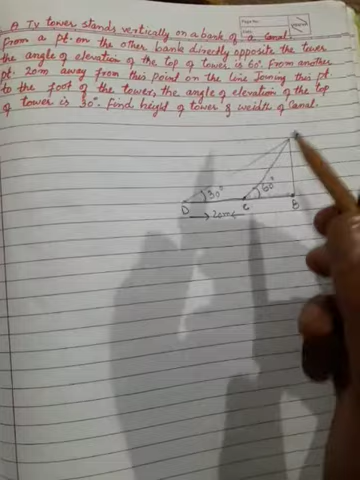 A Tv tower stands vertically on a bank of a canal.
From a pt. on the other bank directly opposite the tower
the angle of elevation of the top of tower is 60°. From another
pt. 20m away from this point on the line Joining this pt.
to the foot of the tower, the angle of elevation of the top
of tower is 30°. Find height of tower & weidth of Canal.
30°
60°
D
C
B
20m